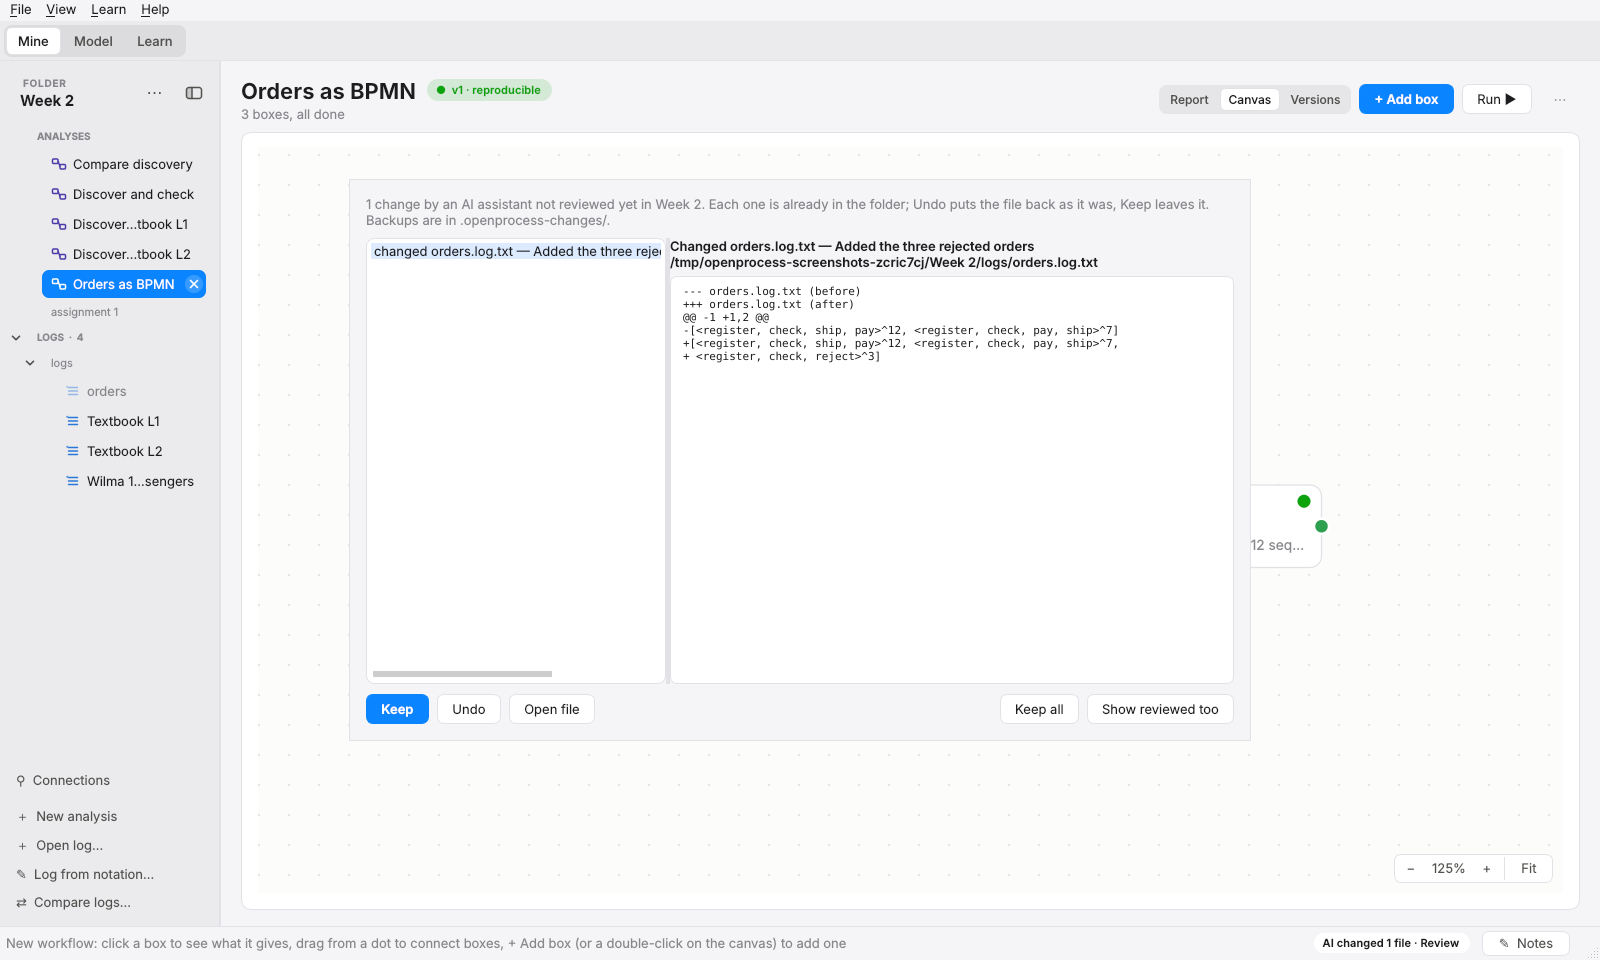 File View Learn Help
Mine Model Learn
FOLDER
Week 2
ANALYSES
Compare discovery
Discover and check
Discover...tbook L1
Discover...tbook L2
Orders as BPMN
assignment 1
LOGS · 4
logs
orders
Textbook L1
Textbook L2
Wilma 1...sengers
Connections
+ New analysis
+ Open log...
Log from notation...
Compare logs...
Orders as BPMN
v1 · reproducible
3 boxes, all done
Report Canvas Versions
+ Add box
Run ▶
...
1 change by an AI assistant not reviewed yet in Week 2. Each one is already in the folder; Undo puts the file back as it was, Keep leaves it.
Backups are in .openprocess-changes/.
changed orders.log.txt — Added the three reje
Changed orders.log.txt — Added the three rejected orders
/tmp/openprocess-screenshots-zcric7cj/Week 2/logs/orders.log.txt
--- orders.log.txt (before)
+++ orders.log.txt (after)
@@ -1 +1,2 @@
-[<register, check, ship, pay>^12, <register, check, pay, ship>^7]
+[<register, check, ship, pay>^12, <register, check, pay, ship>^7,
+ <register, check, reject>^3]
Keep Undo Open file
Keep all Show reviewed too
12 seq...
− 125% + Fit
New workflow: click a box to see what it gives, drag from a dot to connect boxes, + Add box (or a double-click on the canvas) to add one
AI changed 1 file · Review
Notes